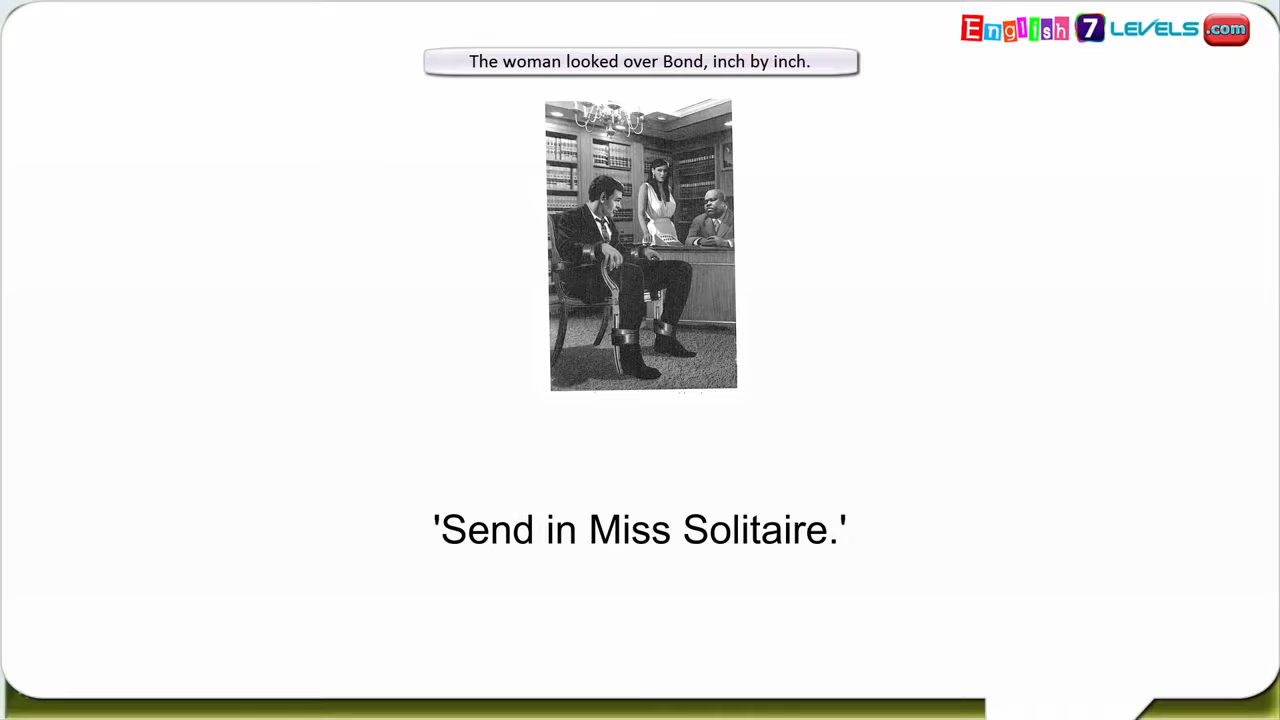 English 7 LEVELS .com
The woman looked over Bond, inch by inch.
'Send in Miss Solitaire.'